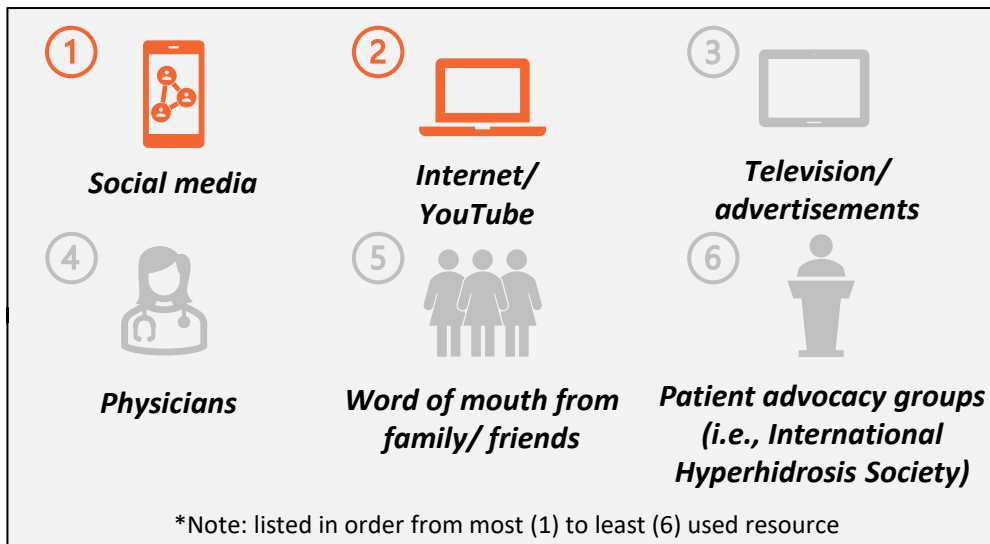 1
Social media
2
Internet/
YouTube
3
Television/
advertisements
4
Physicians
5
Word of mouth from
family/ friends
6
Patient advocacy groups
(i.e., International
Hyperhidrosis Society)
*Note: listed in order from most (1) to least (6) used resource